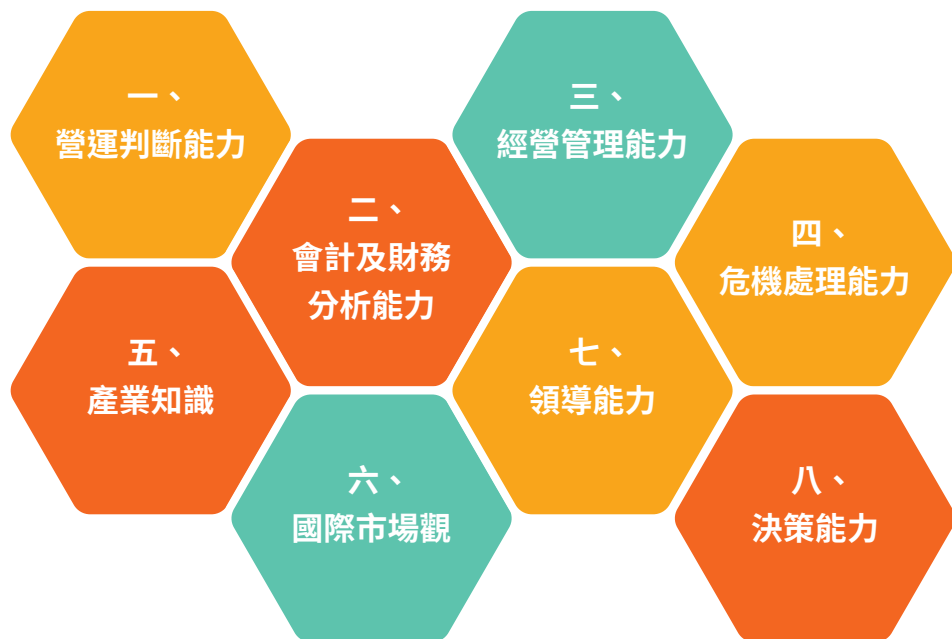 一、
營運判斷能力
二、
會計及財務
分析能力
三、
經營管理能力
四、
危機處理能力
五、
產業知識
六、
國際市場觀
七、
領導能力
八、
決策能力